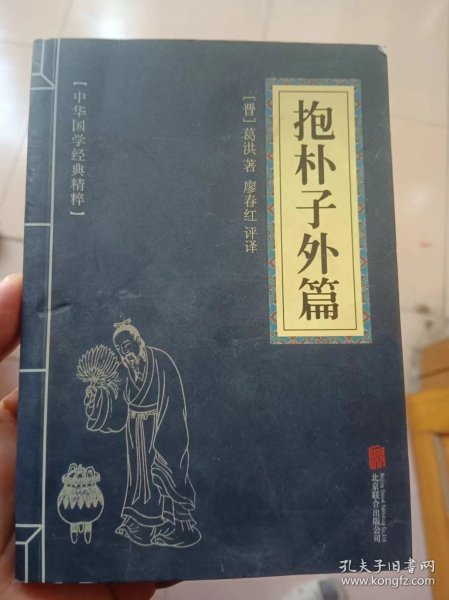 抱朴子外篇
[晋]葛洪 著 廖春红 评译
【中华国学经典精粹】
北京联合出版公司
孔夫子旧书网
www.kongfz.com